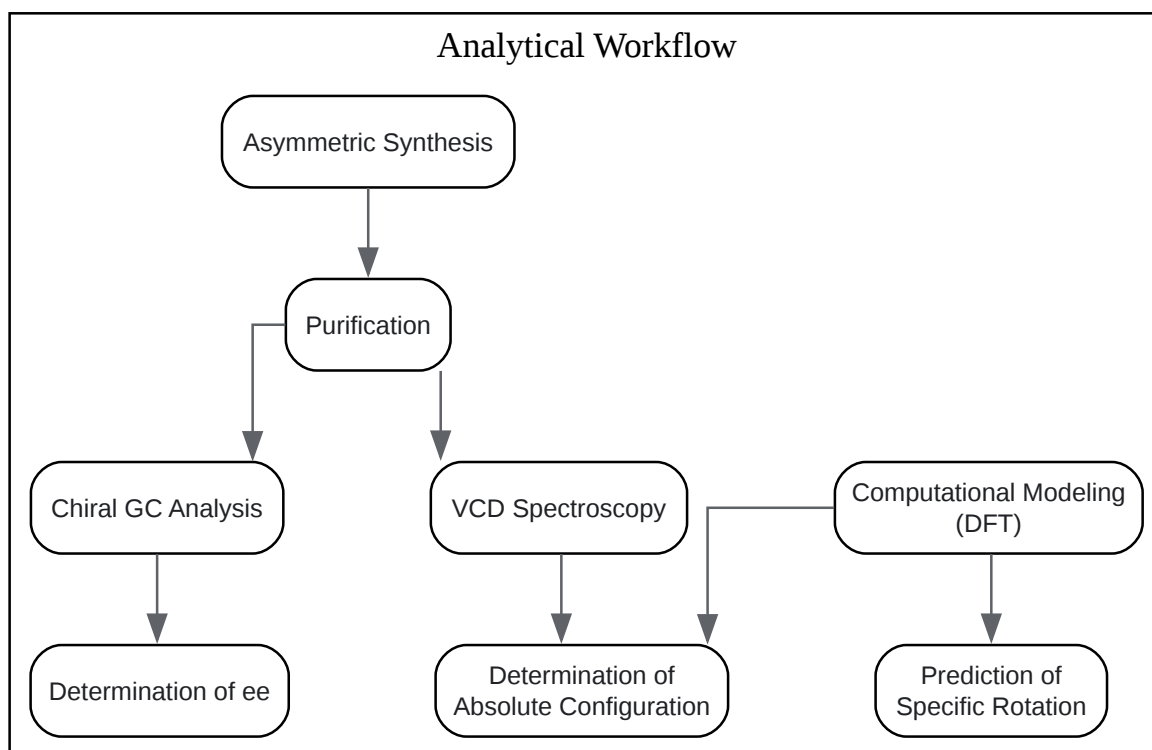 Analytical Workflow
Asymmetric Synthesis
Purification
Chiral GC Analysis
VCD Spectroscopy
Computational Modeling
(DFT)
Determination of ee
Determination of
Absolute Configuration
Prediction of
Specific Rotation